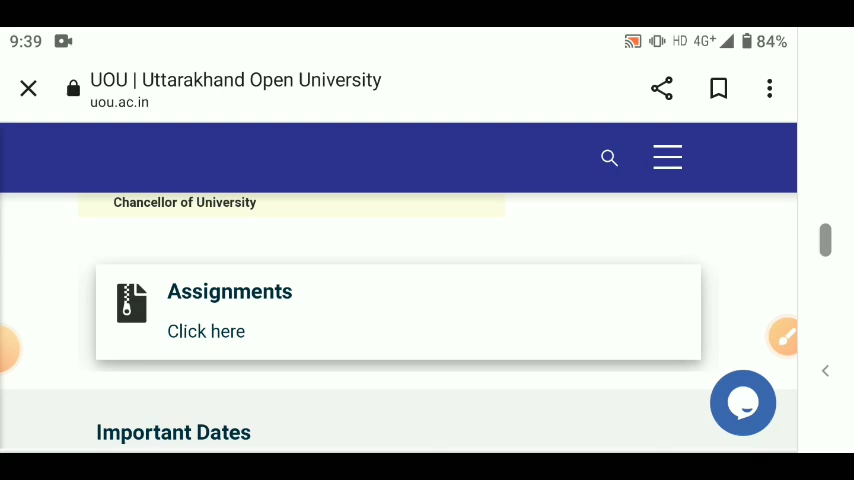 9:39
HD 4G+ 84%
UOU | Uttarakhand Open University
uou.ac.in
Chancellor of University
Assignments
Click here
Important Dates